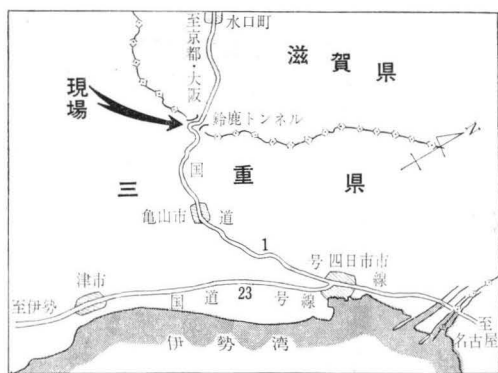 水口町
至京都・大阪
滋賀県
現場
鈴鹿トンネル
N
三重県
亀山市
国道1号線
四日市市
津市
至伊勢
国道23号線
至名古屋
伊勢湾